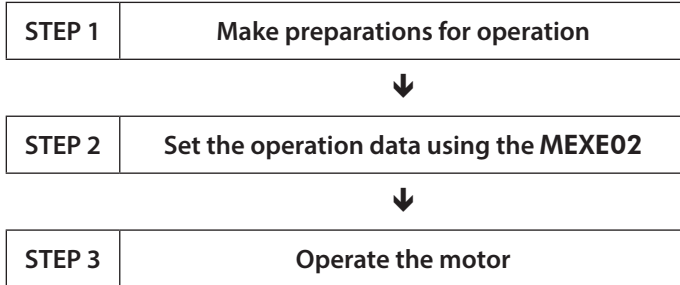 STEP 1 Make preparations for operation
STEP 2 Set the operation data using the MEXE02
STEP 3 Operate the motor